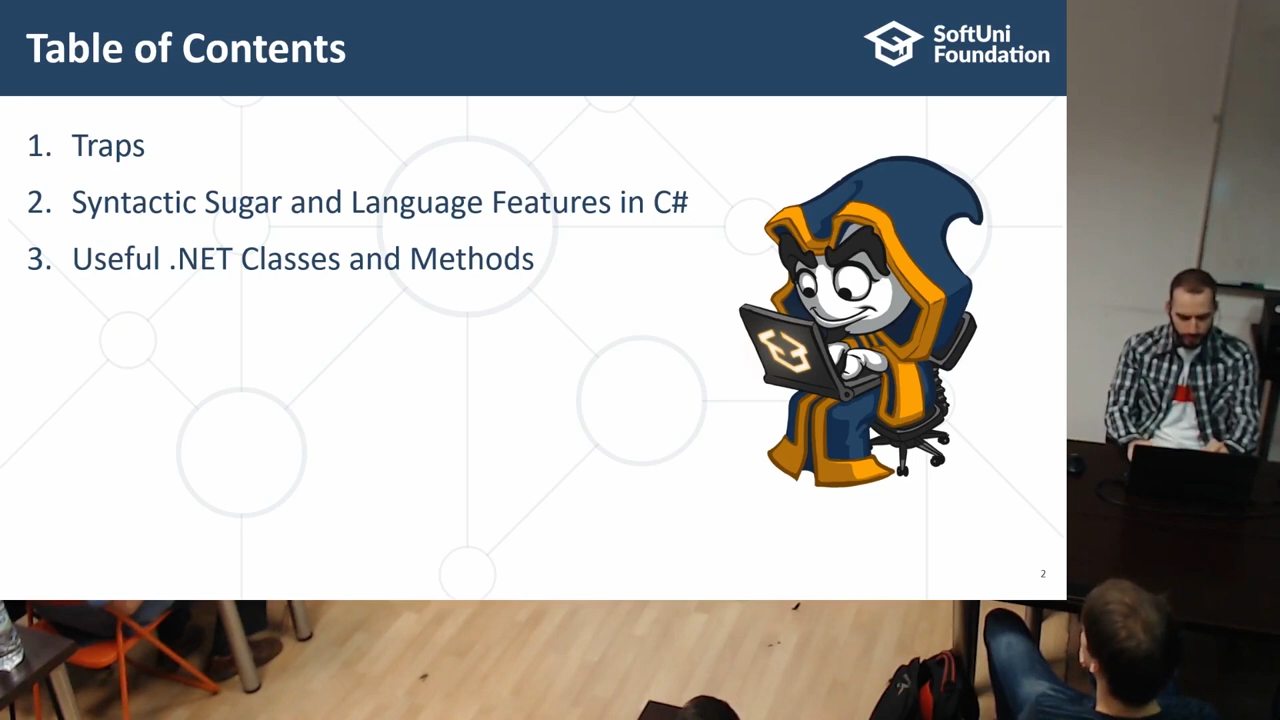 Table of Contents
SoftUni
Foundation
1. Traps
2. Syntactic Sugar and Language Features in C#
3. Useful .NET Classes and Methods
2